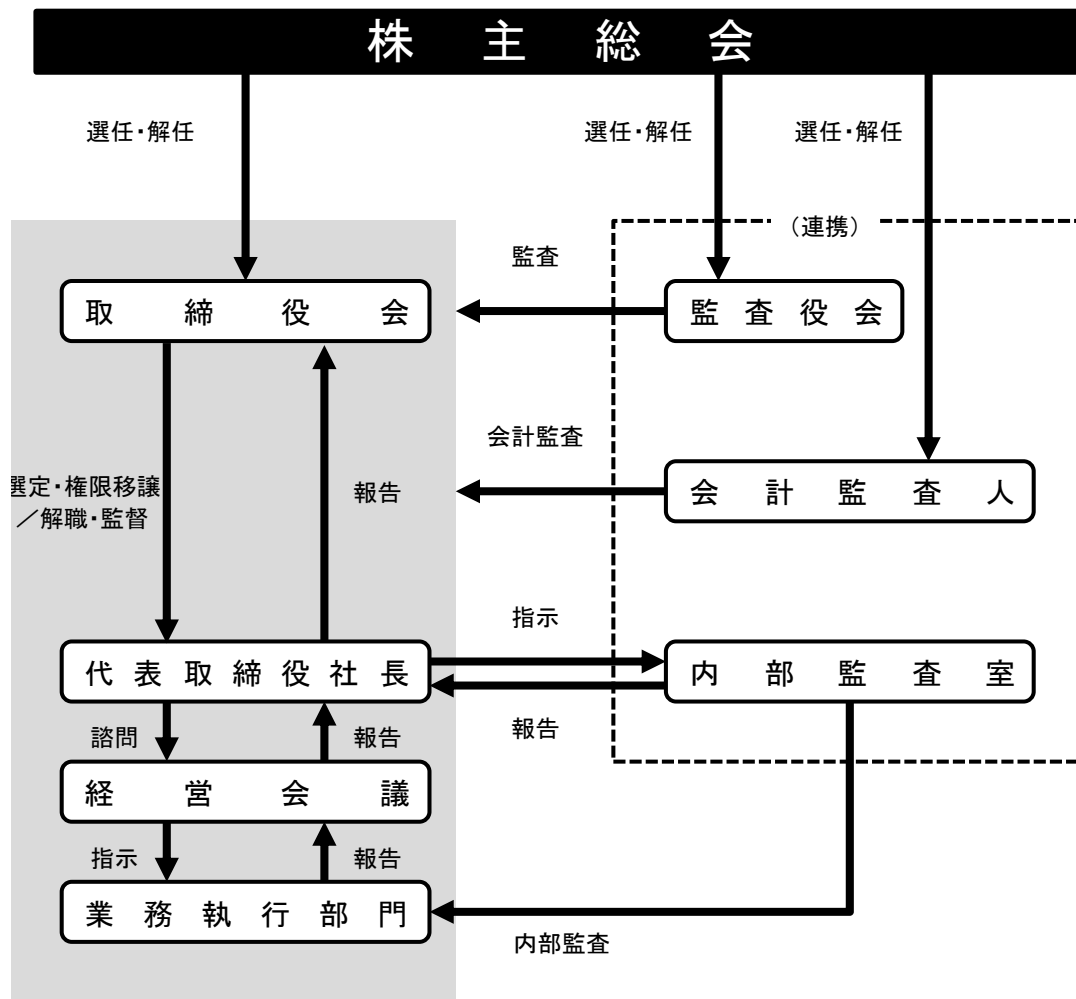 株主総会
選任・解任
選任・解任
選任・解任
（連携）
監査
取締役会
監査役会
会計監査
会計監査人
選定・権限移譲
／解職・監督
報告
指示
代表取締役社長
内部監査室
報告
諮問
報告
経営会議
指示
報告
業務執行部門
内部監査